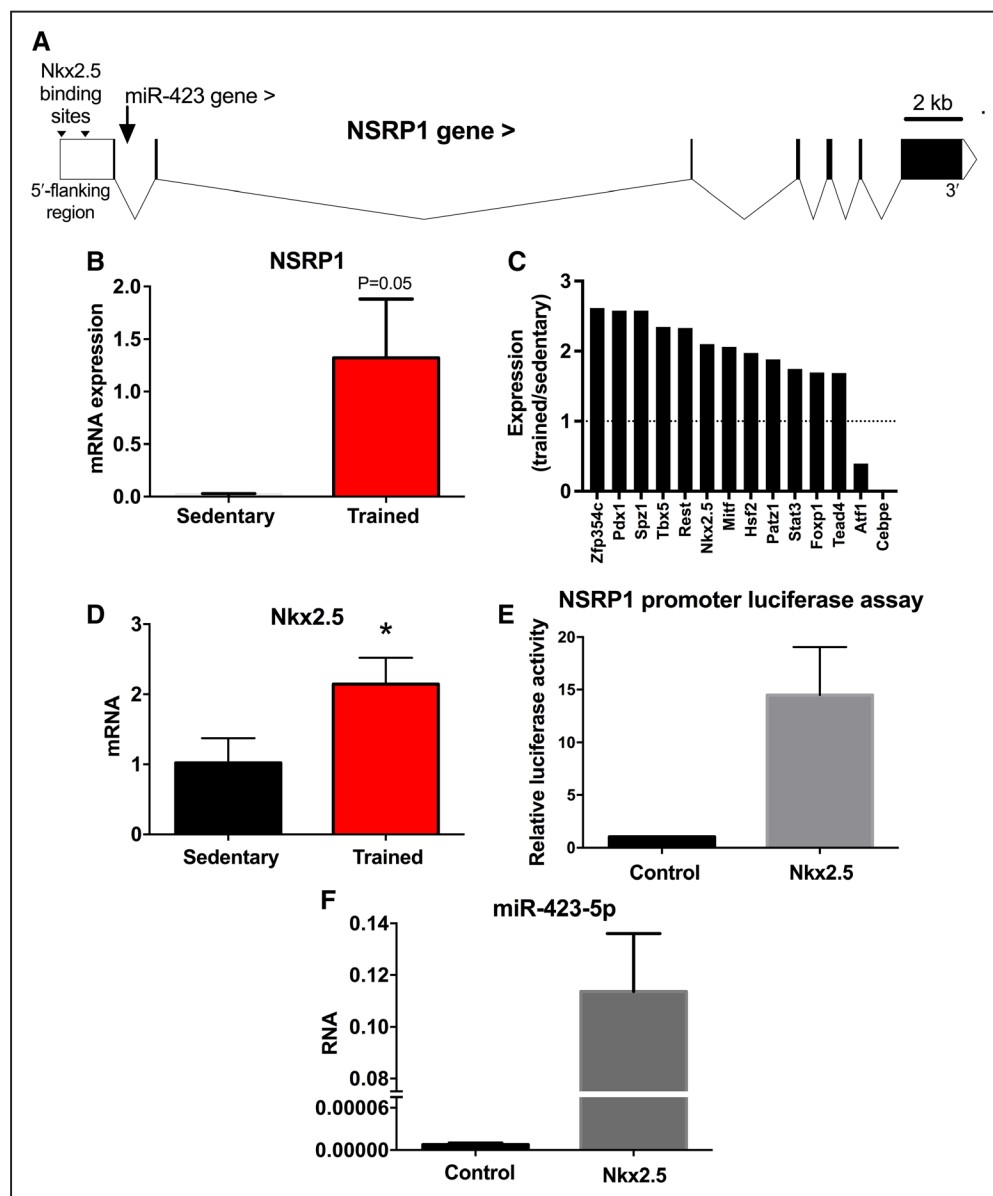 A
Nkx2.5
binding
sites
miR-423 gene >
NSRP1 gene >
2 kb
5′-flanking
region
3′
B
NSRP1
P=0.05
mRNA expression
2.0
1.5
1.0
0.5
0.0
Sedentary
Trained
C
Expression
(trained/sedentary)
3
2
1
0
Zfp354c
Pdx1
Spz1
Tbx5
Rest
Nkx2.5
Mitf
Hsf2
Patz1
Stat3
Foxp1
Tead4
Atf1
Cebpe
D
Nkx2.5
*
mRNA
3
2
1
0
Sedentary
Trained
E
NSRP1 promoter luciferase assay
Relative luciferase activity
20
15
10
5
0
Control
Nkx2.5
F
miR-423-5p
RNA
0.14
0.12
0.10
0.08
0.00006
0.00000
Control
Nkx2.5